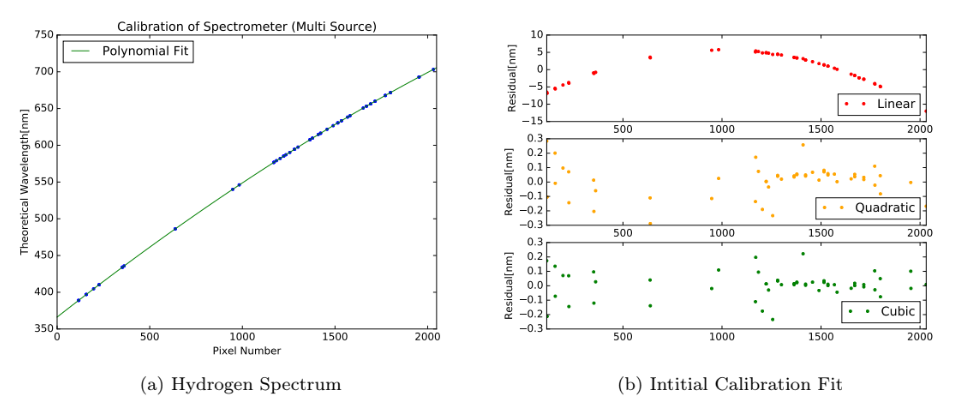 Calibration of Spectrometer (Multi Source)
Polynomial Fit
Theoretical Wavelength[nm]
750
700
650
600
550
500
450
400
350
0 500 1000 1500 2000
Pixel Number
(a) Hydrogen Spectrum
Residual[nm]
10
5
0
−5
−10
−15
Linear
500 1000 1500 2000
Residual[nm]
0.3
0.2
0.1
0.0
−0.1
−0.2
−0.3
Quadratic
500 1000 1500 2000
Residual[nm]
0.3
0.2
0.1
0.0
−0.1
−0.2
−0.3
Cubic
500 1000 1500 2000
(b) Intitial Calibration Fit